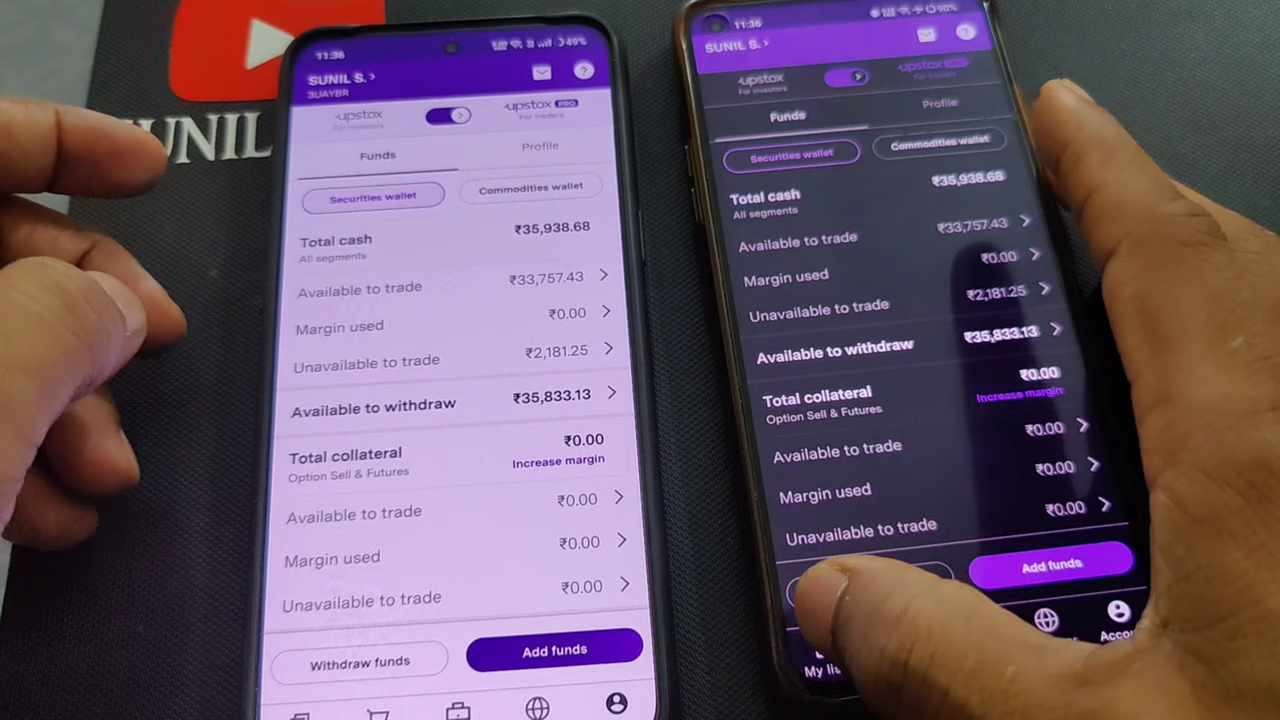 SUNIL
11:36
49%
SUNIL S. >
3UAYBR
upstox
For investors
upstox PRO
For traders
Funds
Profile
Securities wallet
Commodities wallet
Total cash
₹35,938.68
All segments
Available to trade
₹33,757.43
Margin used
₹0.00
Unavailable to trade
₹2,181.25
Available to withdraw
₹35,833.13
Total collateral
₹0.00
Option Sell & Futures
Increase margin
Available to trade
₹0.00
Margin used
₹0.00
Unavailable to trade
₹0.00
Withdraw funds
Add funds
11:36
90%
SUNIL S. >
upstox
For investors
upstox PRO
For traders
Funds
Profile
Securities wallet
Commodities wallet
Total cash
₹35,938.68
All segments
Available to trade
₹33,757.43
Margin used
₹0.00
Unavailable to trade
₹2,181.25
Available to withdraw
₹35,833.13
Total collateral
₹0.00
Option Sell & Futures
Increase margin
Available to trade
₹0.00
Margin used
₹0.00
Unavailable to trade
₹0.00
Add funds
My lis
Accou